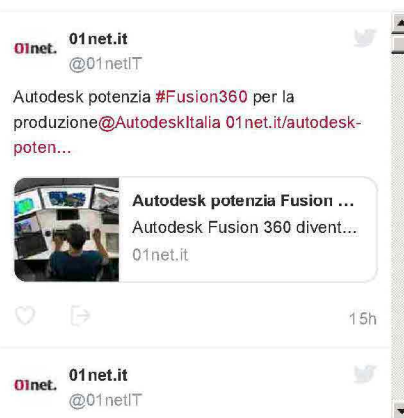 01net. 01net.it
@01netIT
Autodesk potenzia #Fusion360 per la
produzione@AutodeskItalia 01net.it/autodesk-
poten...
Autodesk potenzia Fusion ...
Autodesk Fusion 360 divent...
01net.it
15h
01net. 01net.it
@01netIT